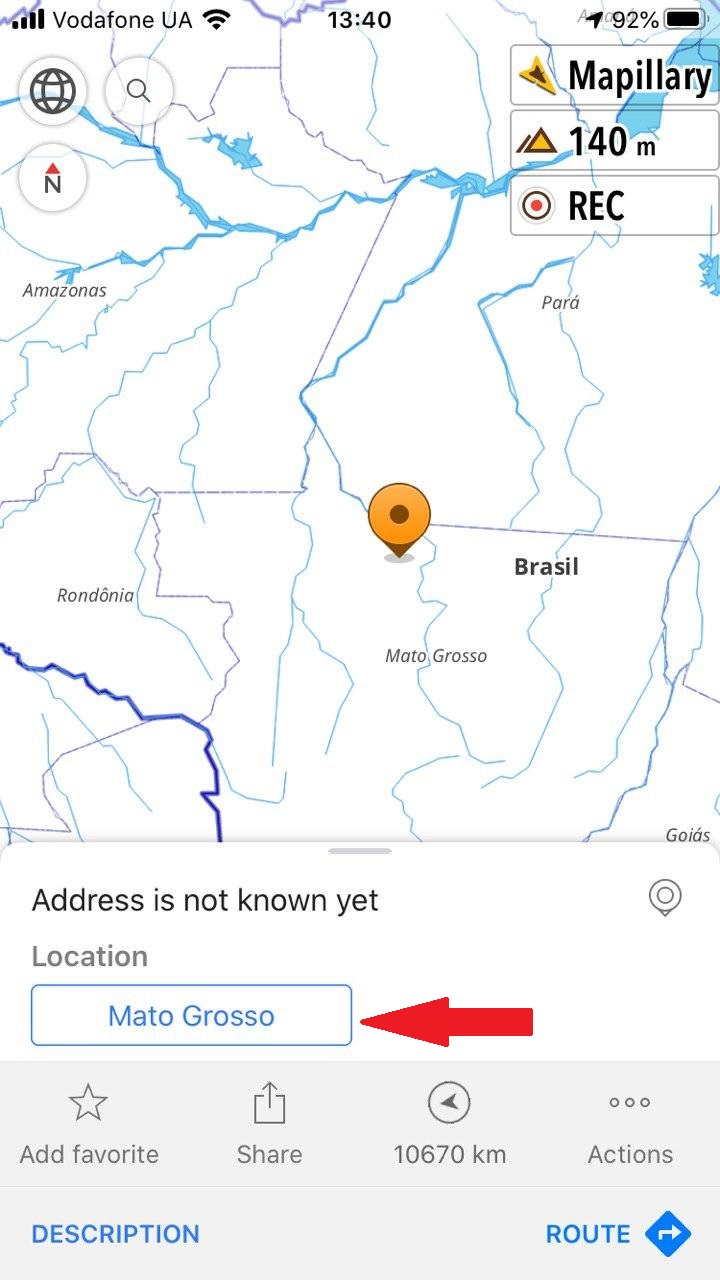 Vodafone UA 13:40 92%
Mapillary
140 m
N
REC
Amazonas
Pará
Brasil
Rondônia
Mato Grosso
Goiás
Address is not known yet
Location
Mato Grosso
Add favorite Share 10670 km Actions
DESCRIPTION ROUTE